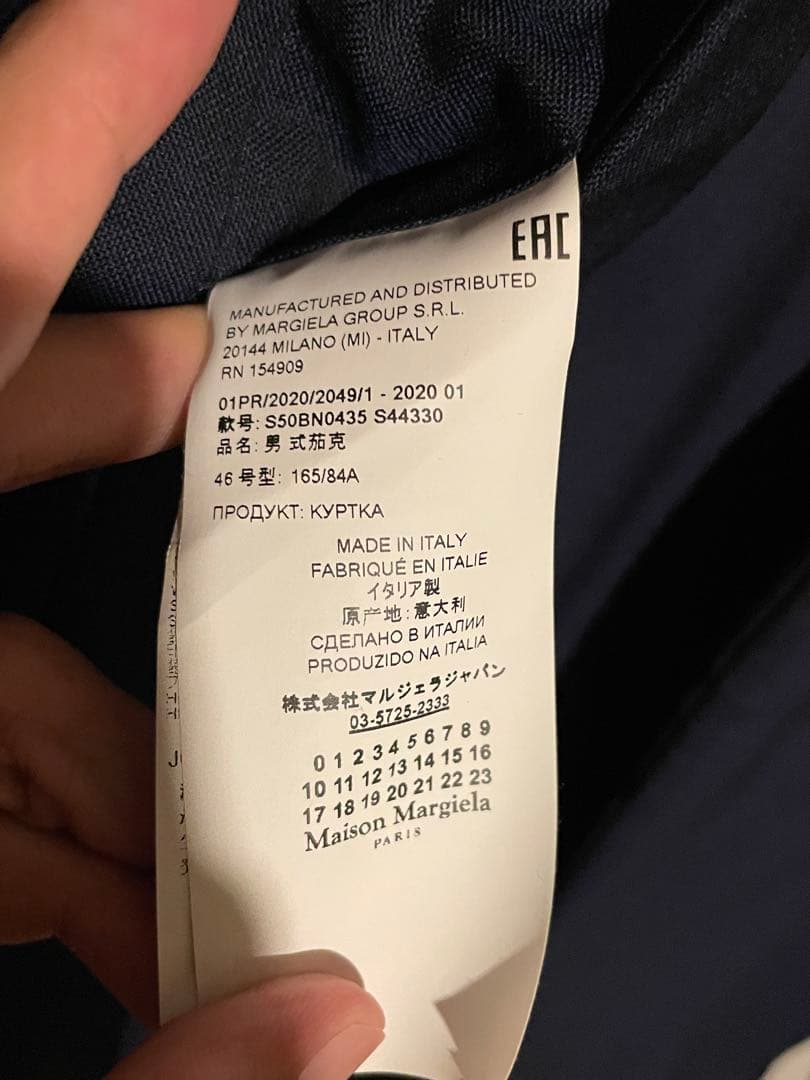 EAC
MANUFACTURED AND DISTRIBUTED
BY MARGIELA GROUP S.R.L.
20144 MILANO (MI) - ITALY
RN 154909
01PR/2020/2049/1 - 2020 01
款号: S50BN0435 S44330
品名: 男 式茄克
46 号型: 165/84A
ПРОДУКТ: КУРТКА
MADE IN ITALY
FABRIQUÉ EN ITALIE
イタリア製
原产地: 意大利
СДЕЛАНО В ИТАЛИИ
PRODUZIDO NA ITALIA
株式会社マルジェラジャパン
03-5725-2333
0 1 2 3 4 5 6 7 8 9
10 11 12 13 14 15 16
17 18 19 20 21 22 23
Maison Margiela
PARIS